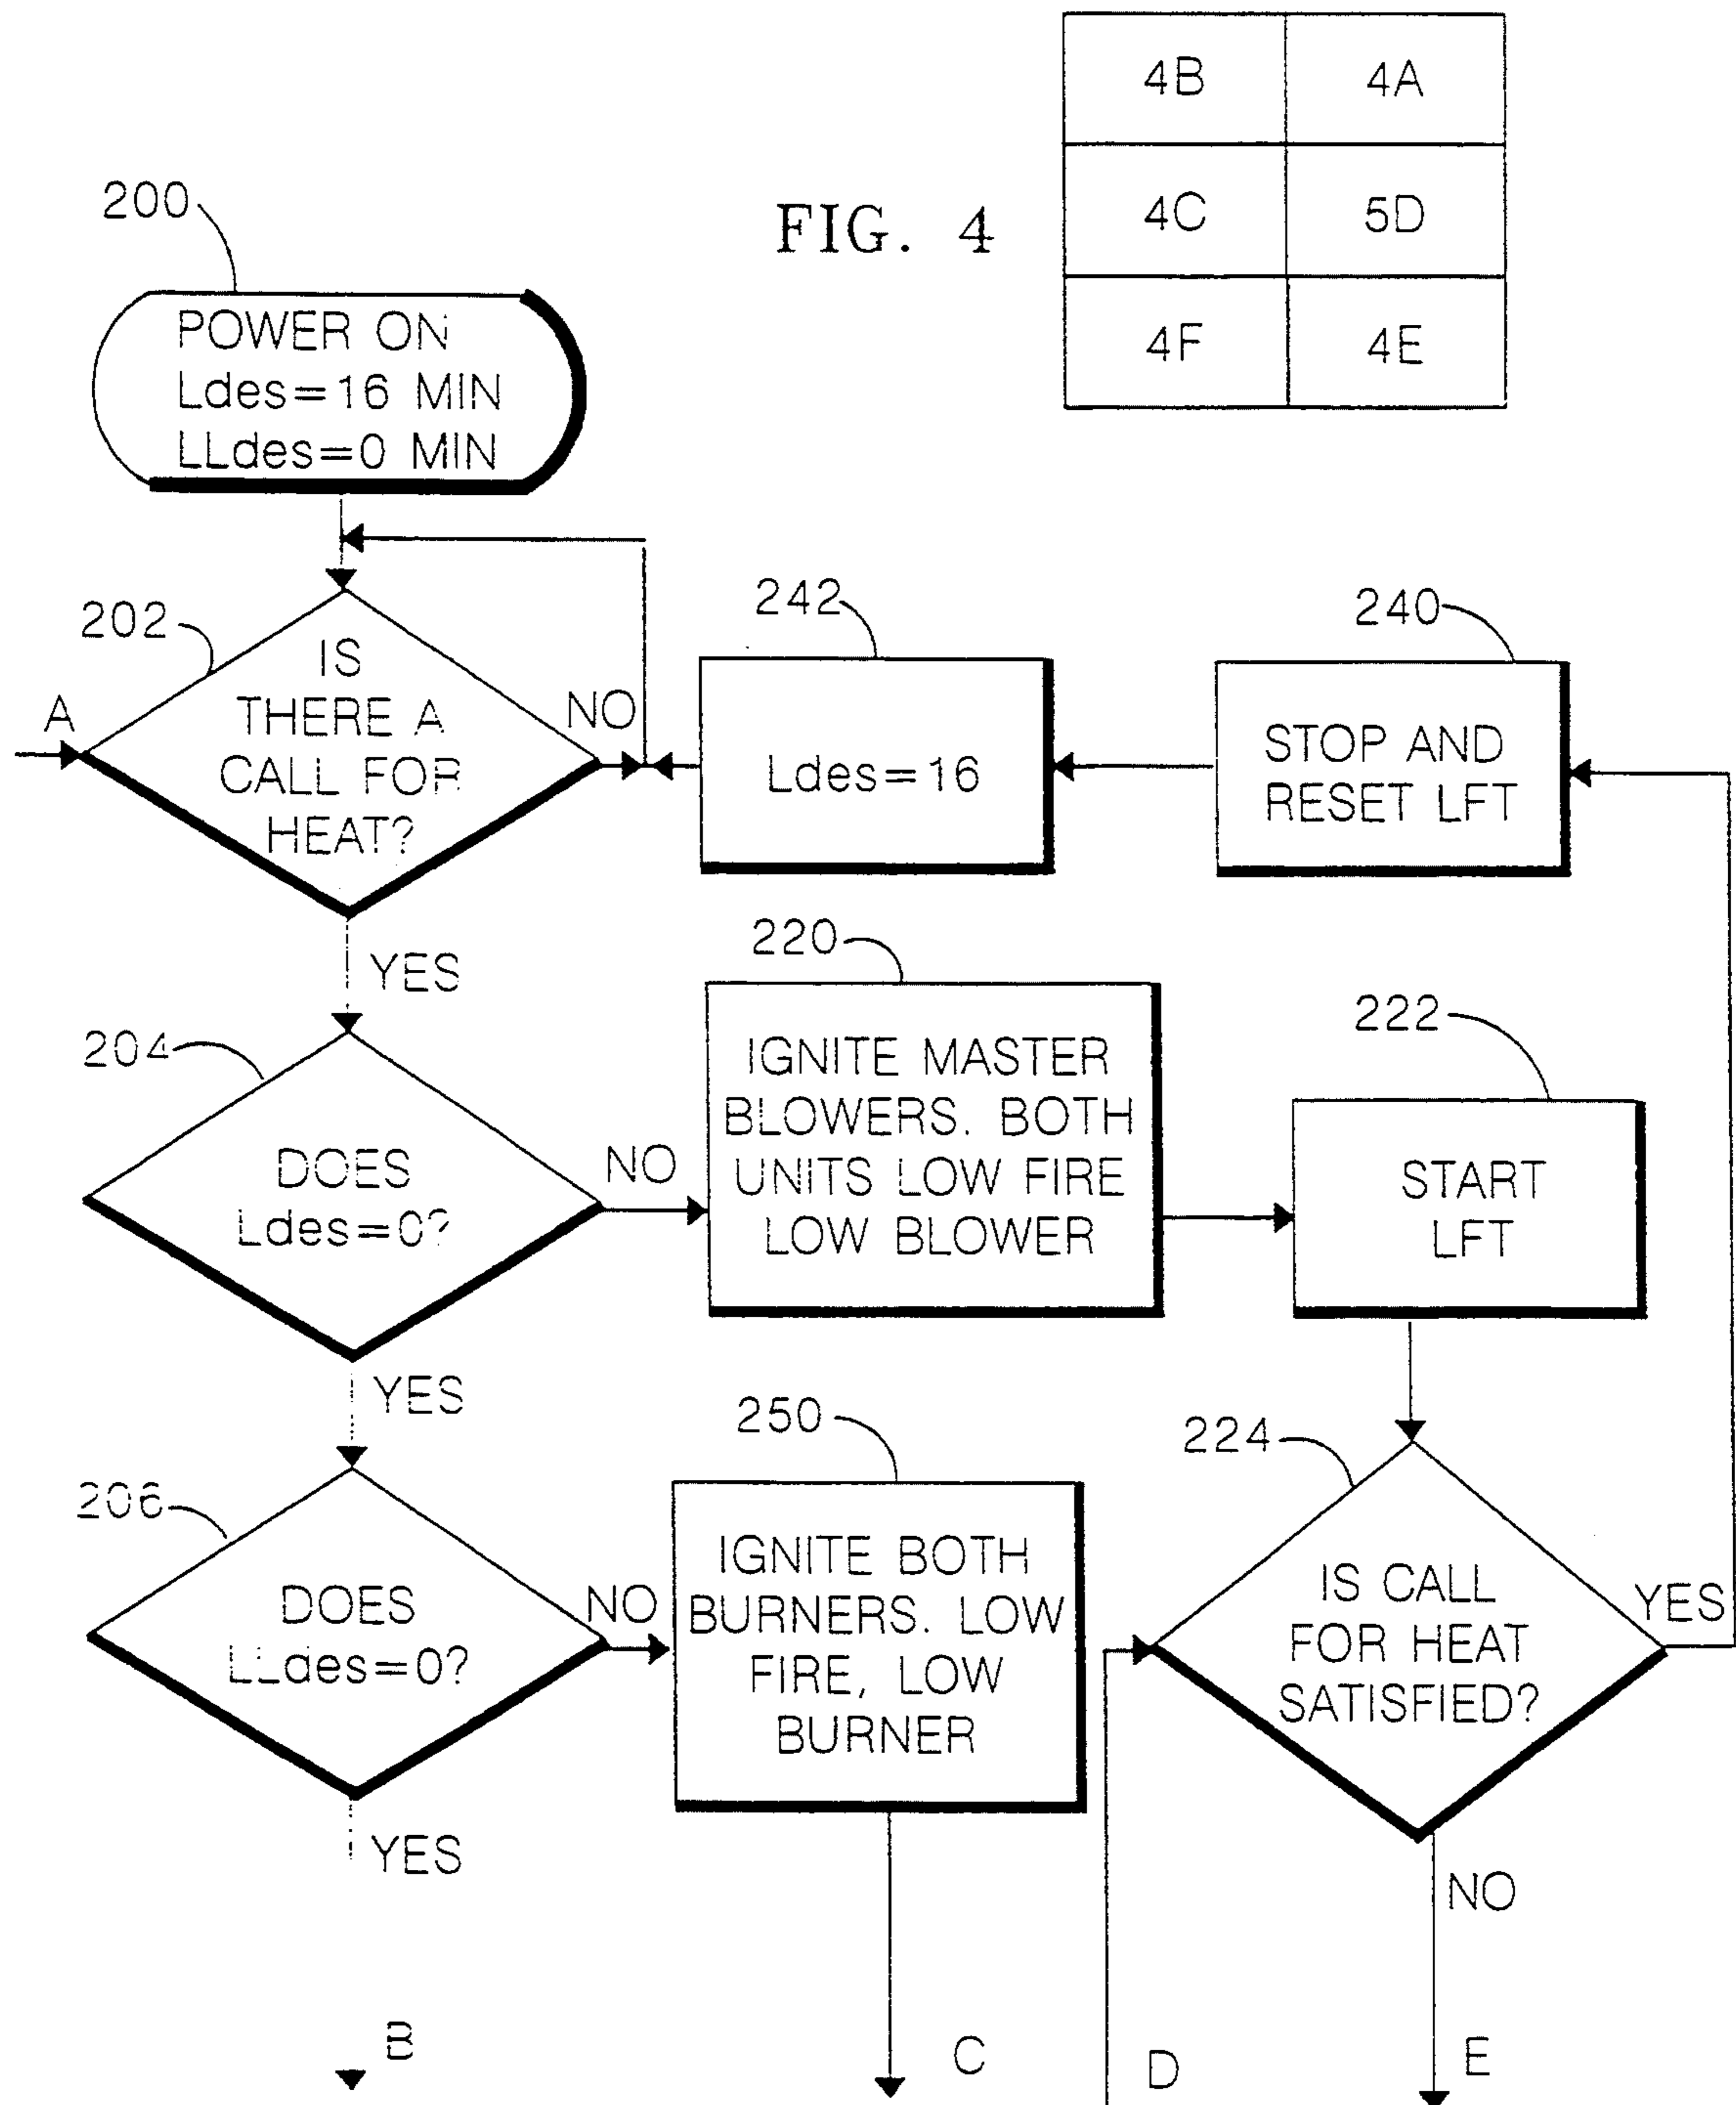 4B 4A
4C 5D
4F 4E
FIG. 4
200
POWER ON
Ldes=16 MIN
LLdes=0 MIN
202
IS
THERE A
CALL FOR
HEAT?
A
NO
242
Ldes=16
240
STOP AND
RESET LFT
YES
204
DOES
Ldes=0?
NO
220
IGNITE MASTER
BLOWERS. BOTH
UNITS LOW FIRE
LOW BLOWER
222
START
LFT
YES
206
DOES
LLdes=0?
NO
250
IGNITE BOTH
BURNERS. LOW
FIRE, LOW
BURNER
224
IS CALL
FOR HEAT
SATISFIED?
YES
YES
NO
B
C
D
E